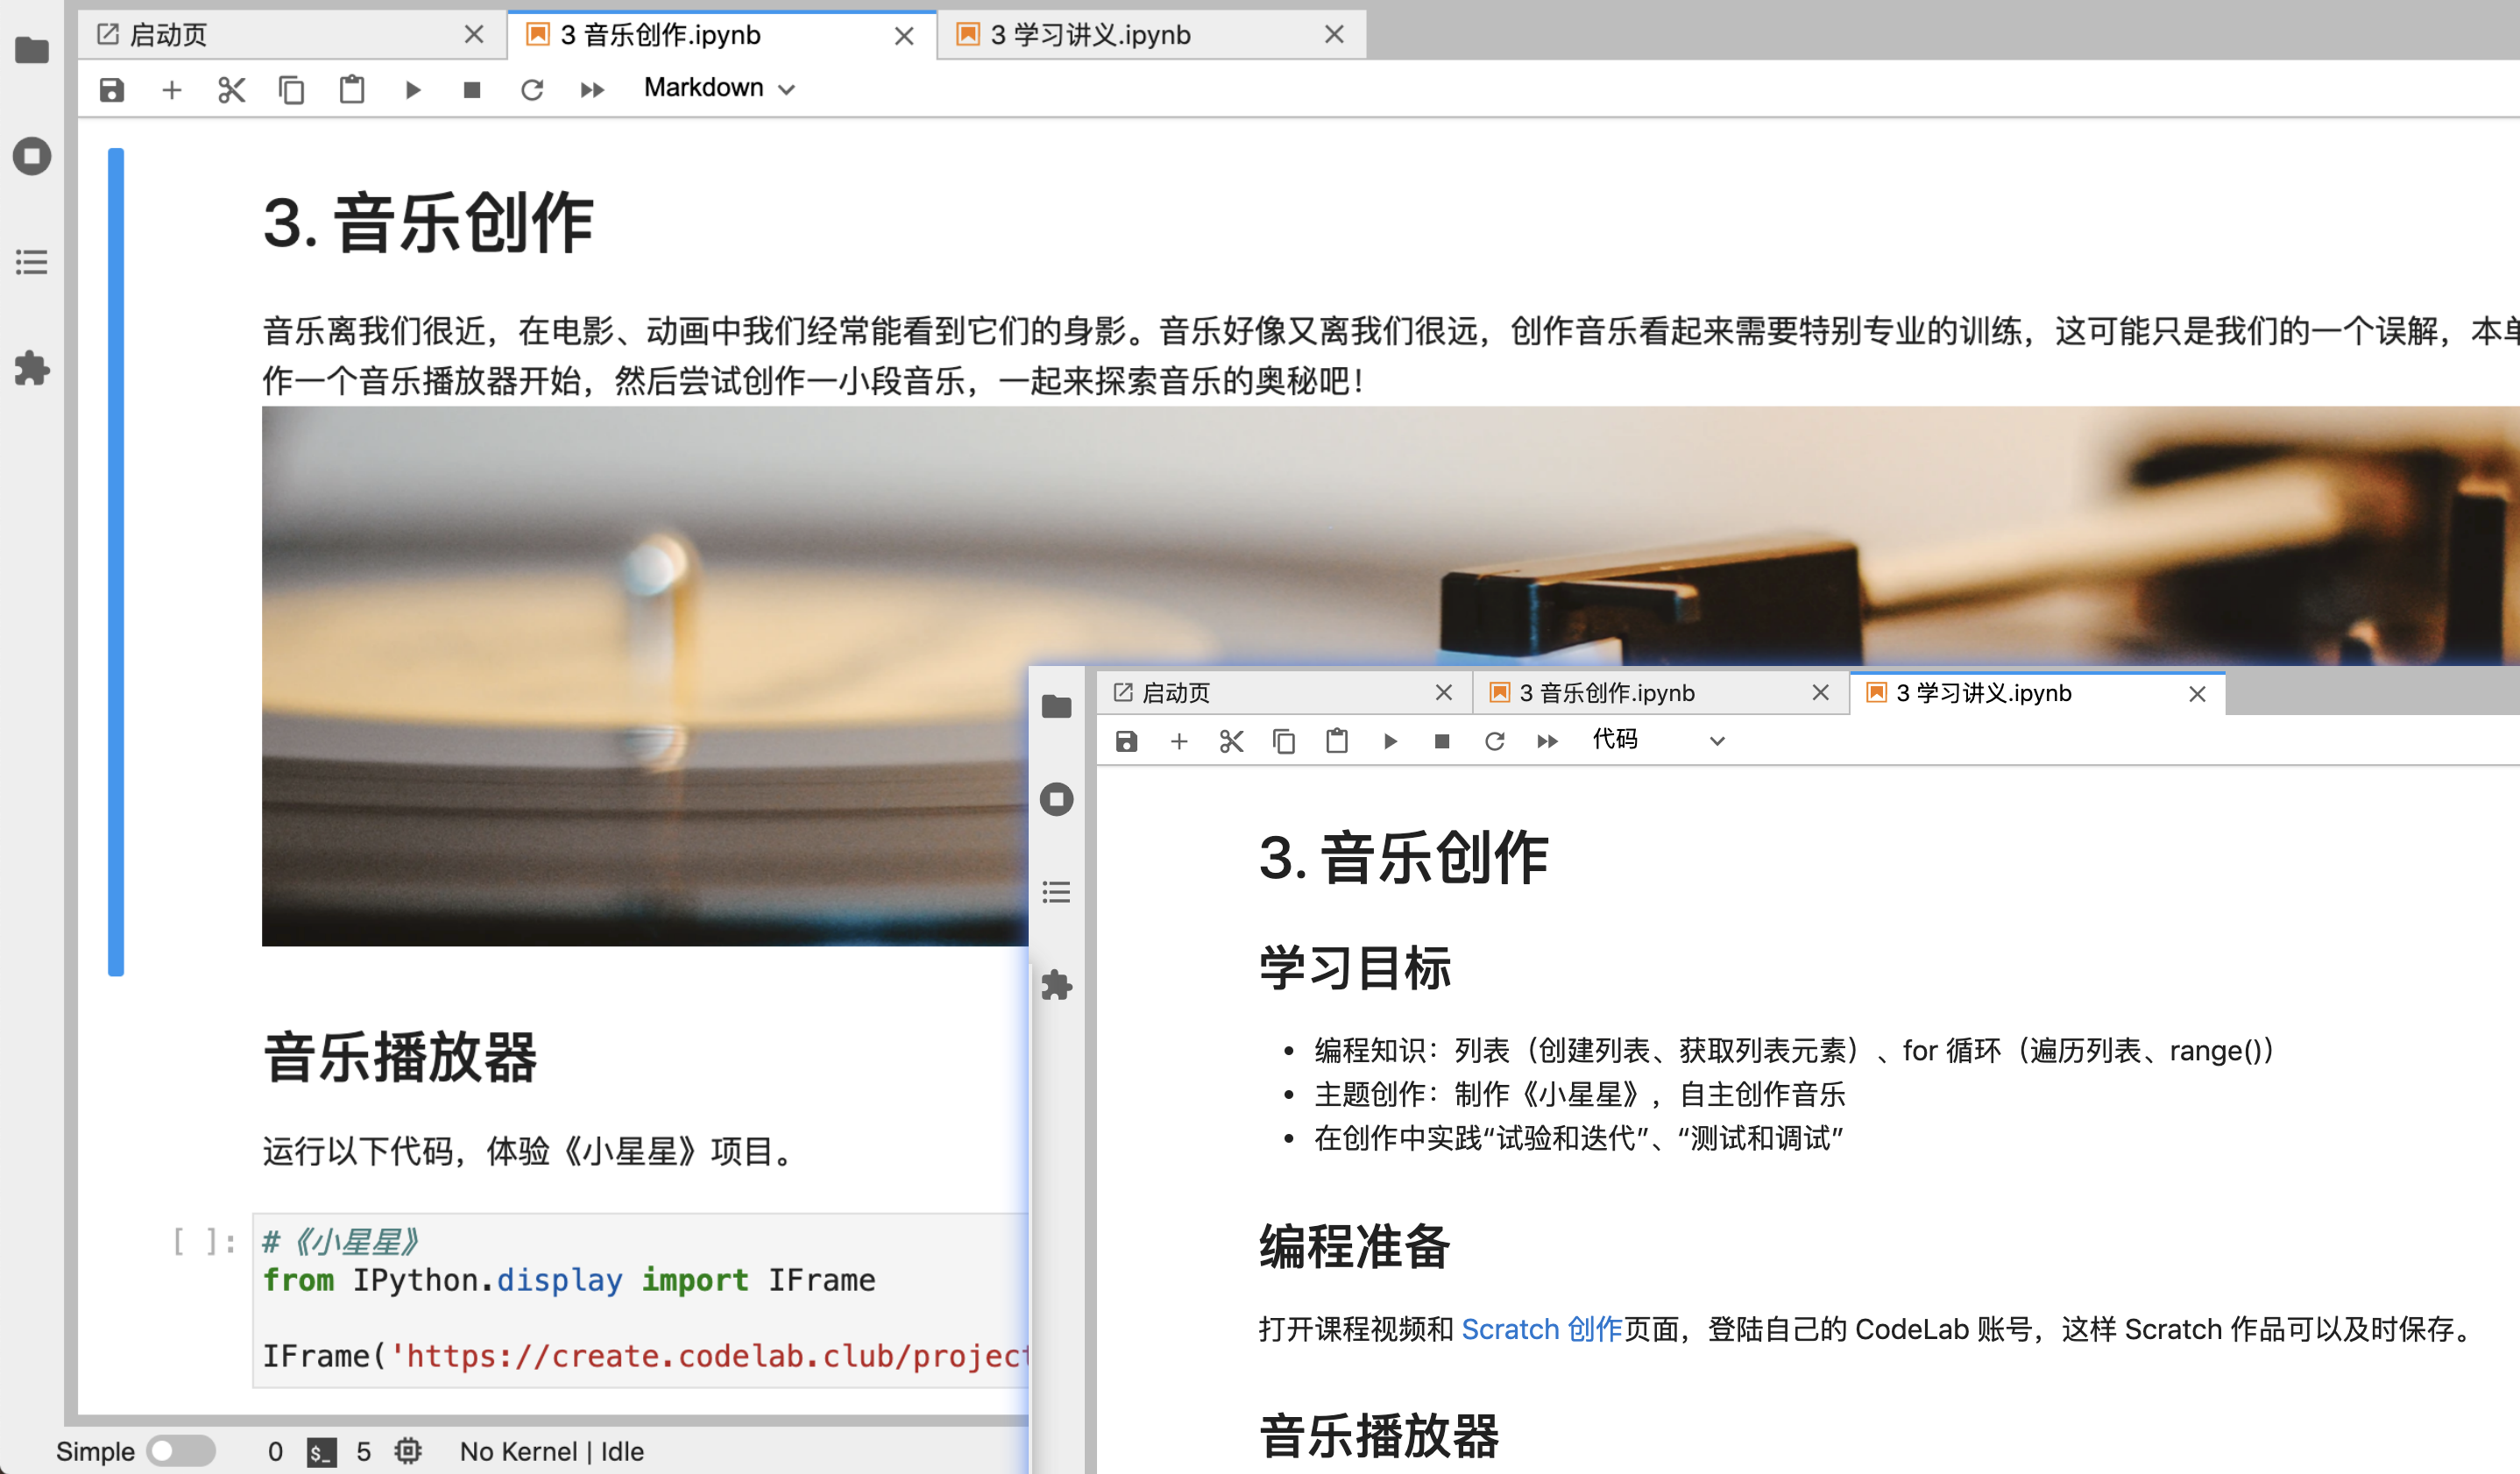 启动页
3 音乐创作.ipynb
3 学习讲义.ipynb
Markdown
3. 音乐创作
音乐离我们很近，在电影、动画中我们经常能看到它们的身影。音乐好像又离我们很远，创作音乐看起来需要特别专业的训练，这可能只是我们的一个误解，本
作一个音乐播放器开始，然后尝试创作一小段音乐，一起来探索音乐的奥秘吧！
音乐播放器
运行以下代码，体验《小星星》项目。
[ ]: #《小星星》
from IPython.display import IFrame
IFrame('https://create.codelab.club/project
Simple 0 $_ 5 No Kernel | Idle
启动页
3 音乐创作.ipynb
3 学习讲义.ipynb
代码
3. 音乐创作
学习目标
• 编程知识：列表（创建列表、获取列表元素）、for 循环（遍历列表、range()）
• 主题创作：制作《小星星》，自主创作音乐
• 在创作中实践“试验和迭代”、“测试和调试”
编程准备
打开课程视频和 Scratch 创作页面，登陆自己的 CodeLab 账号，这样 Scratch 作品可以及时保存。
音乐播放器